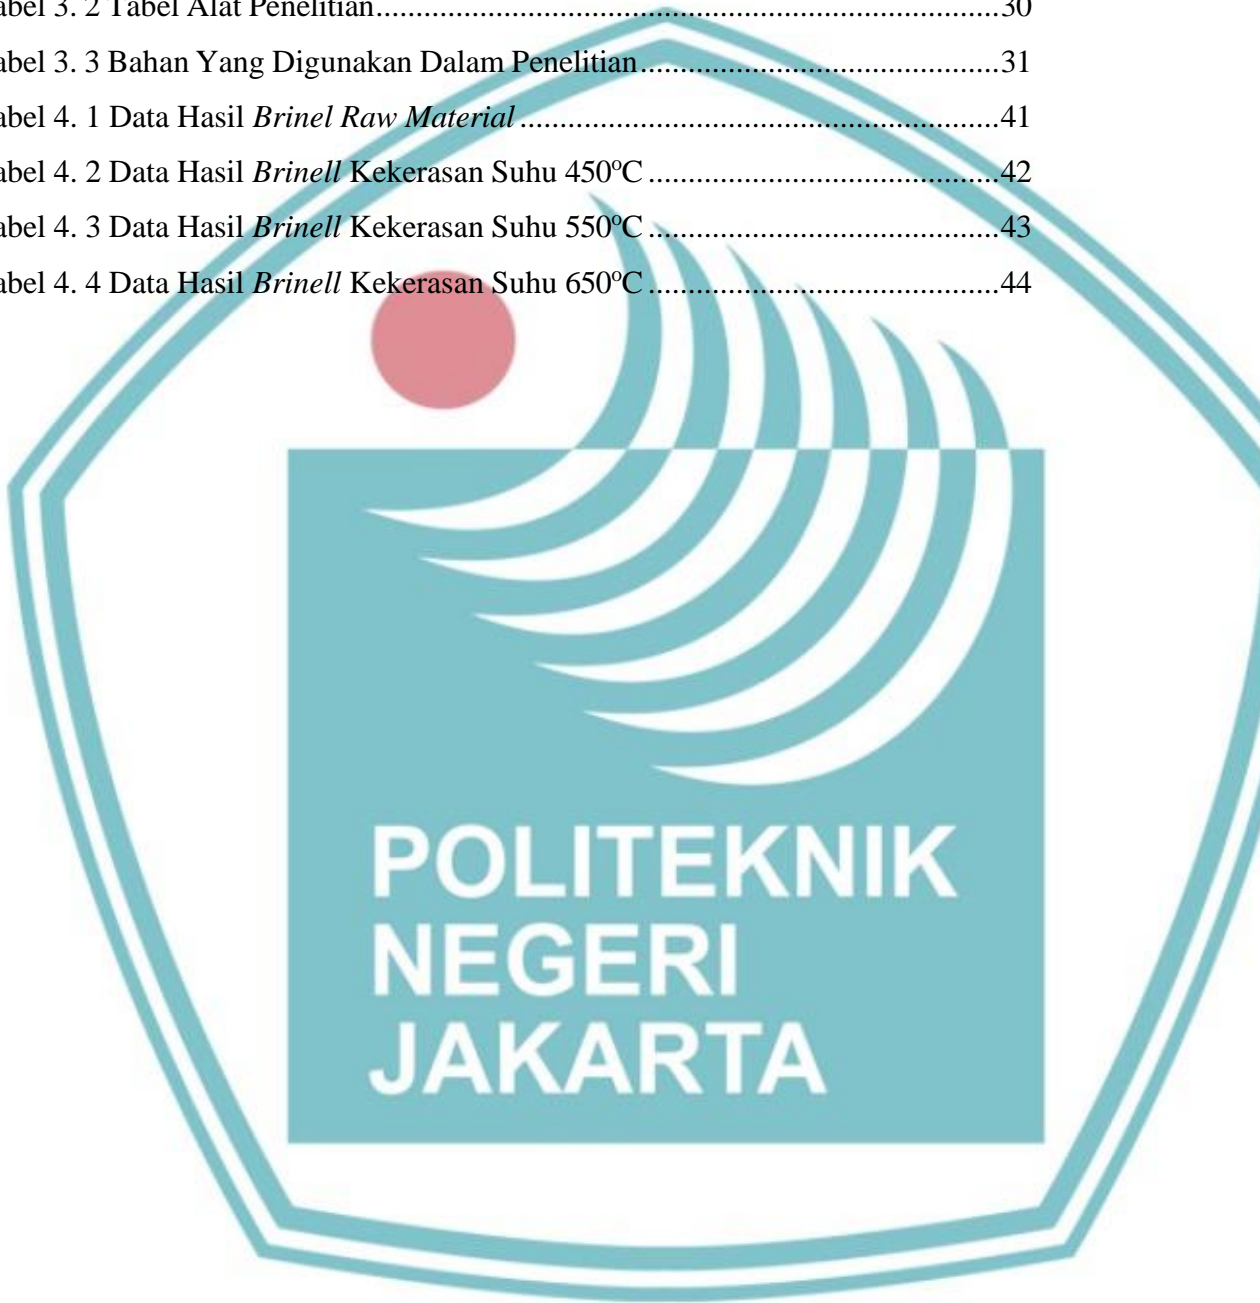 abel 3. 2 Tabel Alat Penelitian..........................................................................30
abel 3. 3 Bahan Yang Digunakan Dalam Penelitian.........................................31
abel 4. 1 Data Hasil Brinel Raw Material.........................................................41
abel 4. 2 Data Hasil Brinell Kekerasan Suhu 450ºC.........................................42
abel 4. 3 Data Hasil Brinell Kekerasan Suhu 550ºC.........................................43
abel 4. 4 Data Hasil Brinell Kekerasan Suhu 650ºC.........................................44
POLITEKNIK
NEGERI
JAKARTA